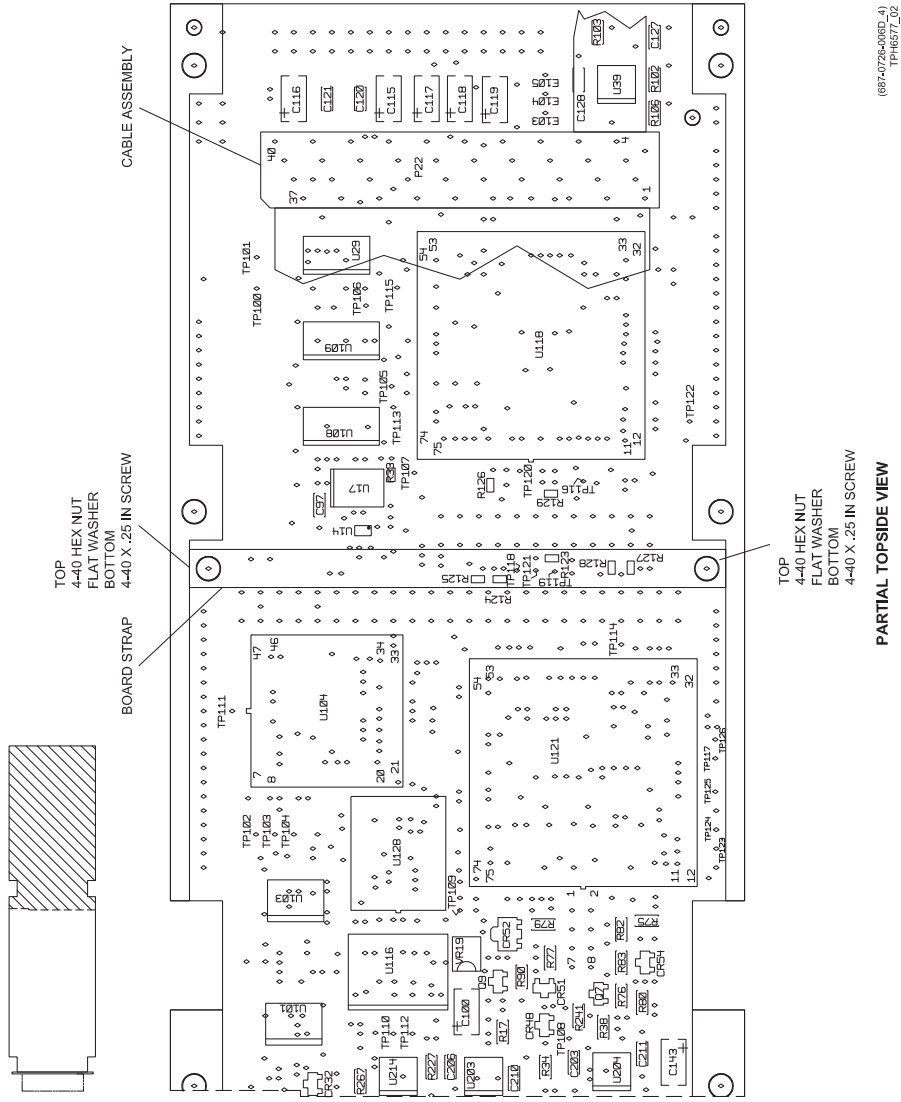 (687-0726-006D_4)
TPH6577_02
CABLE ASSEMBLY
TOP
4-40 HEX NUT
FLAT WASHER
BOTTOM
4-40 X .25 IN SCREW
BOARD STRAP
TOP
4-40 HEX NUT
FLAT WASHER
BOTTOM
4-40 X .25 IN SCREW
PARTIAL TOPSIDE VIEW
C116
C121
C120
C115
C117
C118
C119
E105
E104
E103
C128
R103
U39
C127
R102
R106
40
37
P22
4
1
TP101
TP100
U29
TP106
TP115
54
53
33
32
U118
74
75
11
12
U109
TP105
U108
TP113
TP122
C97
U17
R33
TP107
U14
R126
TP120
R129
TP116
R125
R124
TP118
TP121
TP119
R123
R128
R127
TP111
47
46
34
33
U104
7
8
20
21
TP114
54
53
33
32
U121
74
75
11
12
TP126
TP117
TP125
TP124
TP123
TP102
TP103
TP104
U128
TP109
U103
U116
VR19
CR52
R79
1
2
7
8
R82
R75
R83
CR54
R77
R90
Q9
CR51
Q7
R76
R80
U101
C100
R17
CR48
TP108
R241
R38
TP110
TP112
R32
R267
U214
R227
C206
U203
C210
R34
C203
U204
C211
C143